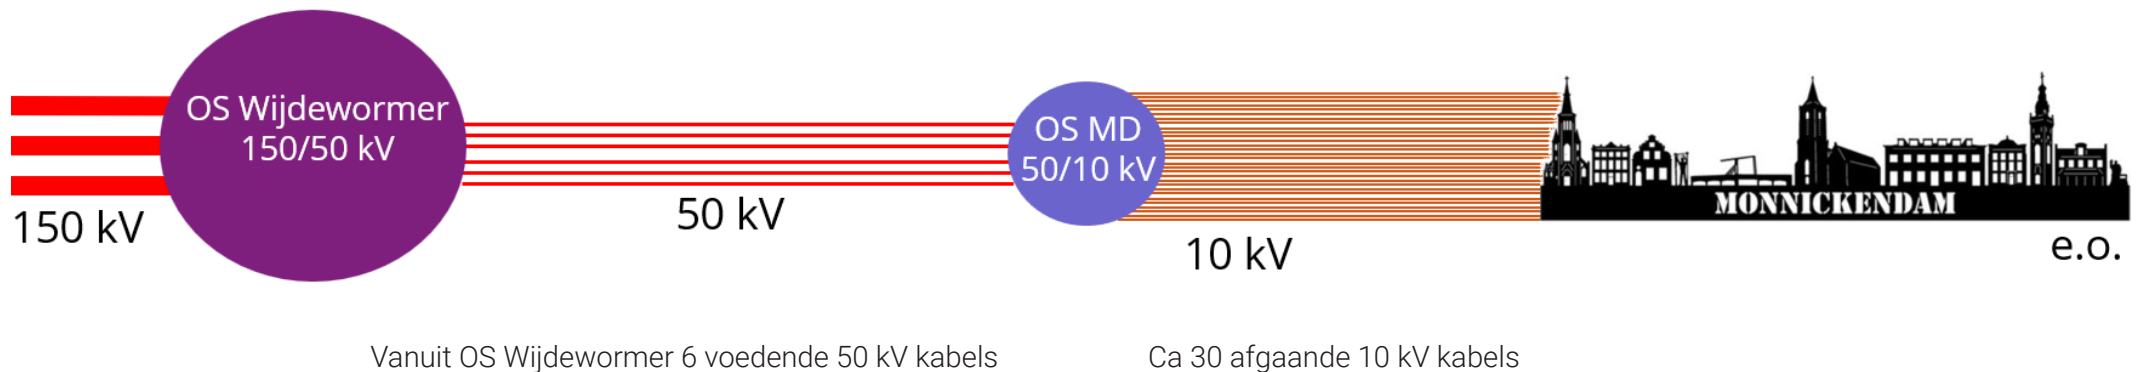 OS Wijdewormer
150/50 kV
150 kV
50 kV
OS MD
50/10 kV
10 kV
MONNICKENDAM
e.o.
Vanuit OS Wijdewormer 6 voedende 50 kV kabels
Ca 30 afgaande 10 kV kabels